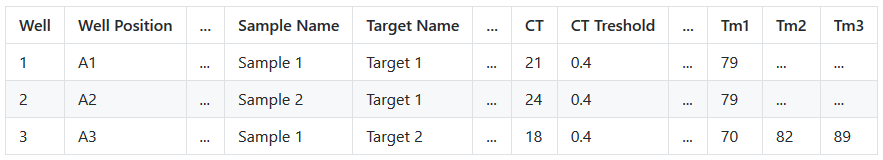 Well Well Position ... Sample Name Target Name ... CT CT Treshold ... Tm1 Tm2 Tm3
1 A1 ... Sample 1 Target 1 ... 21 0.4 ... 79 ... ...
2 A2 ... Sample 2 Target 1 ... 24 0.4 ... 79 ... ...
3 A3 ... Sample 1 Target 2 ... 18 0.4 ... 70 82 89